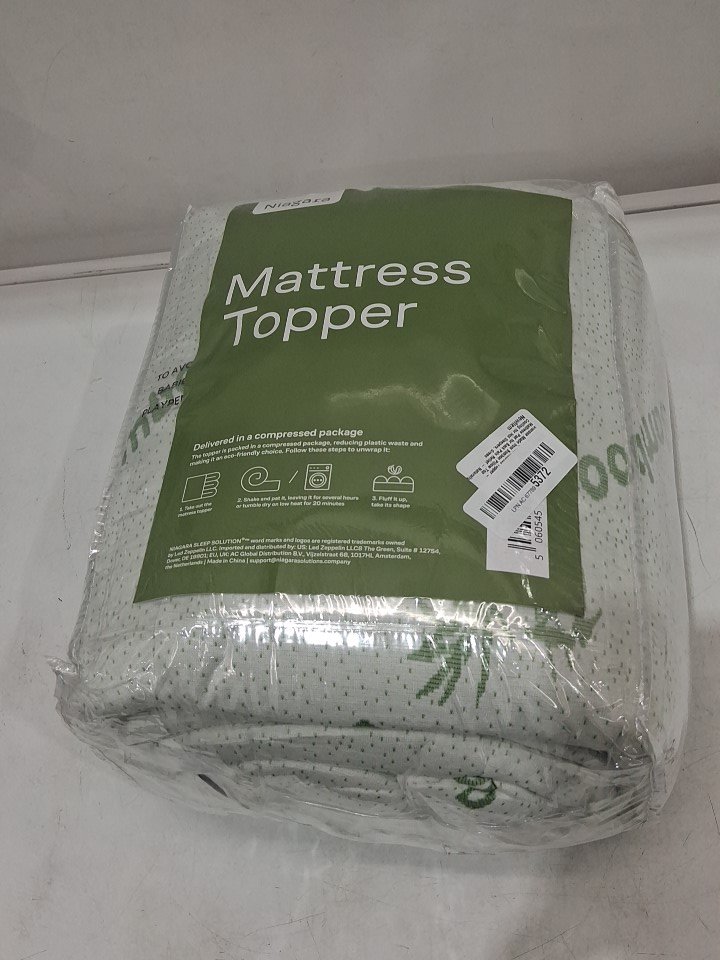 Niagara
Mattress
Topper
TO AVO
BABIE
PLAYPEN
Delivered in a compressed package
The topper is packed in a compressed package, reducing plastic waste and
making it an eco-friendly choice. Follow these steps to unwrap it:
1. Take out the
mattress topper
2. Shake and pat it, leaving it for several hours
or tumble dry on low heat for 20 minutes
3. Fluff it up,
take its shape
NIAGARA SLEEP SOLUTION™ word marks and logos are registered trademarks owned
by Led Zeppelin LLC. Imported and distributed by: US: Led Zeppelin LLC8 The Green, Suite # 12754,
Dover, DE 19901; EU, UK: AC Global Distribution B.V., Vijzelstraat 68, 1017HL Amsterdam,
the Netherlands | Made in China | support@niagarasolutions.company
5372
5 060545